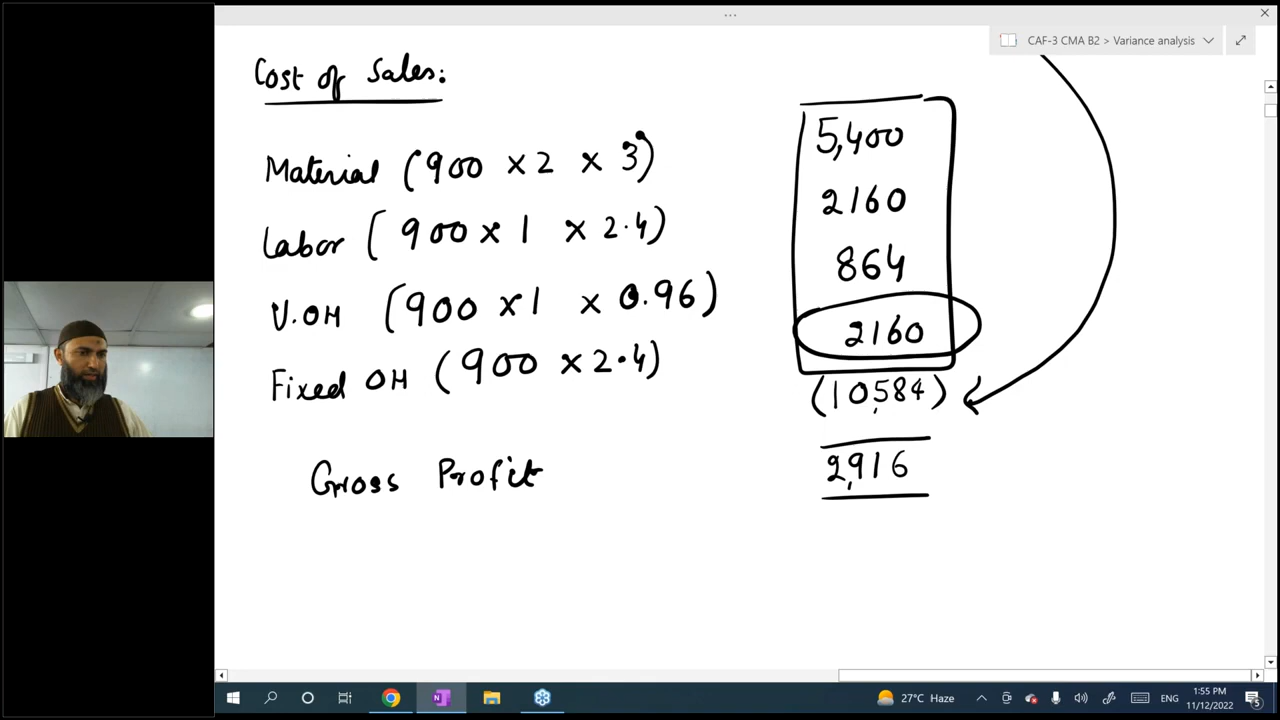 CAF-3 CMA B2 > Variance analysis
Cost of Sales:
Material (900 × 2 × 3) 5,400
Labor (900 × 1 × 2.4) 2160
V.OH (900 × 1 × 0.96) 864
Fixed OH (900 × 2.4) 2160
(10,584)
Gross Profit 2,916
27°C Haze
ENG
1:55 PM
11/12/2022
5